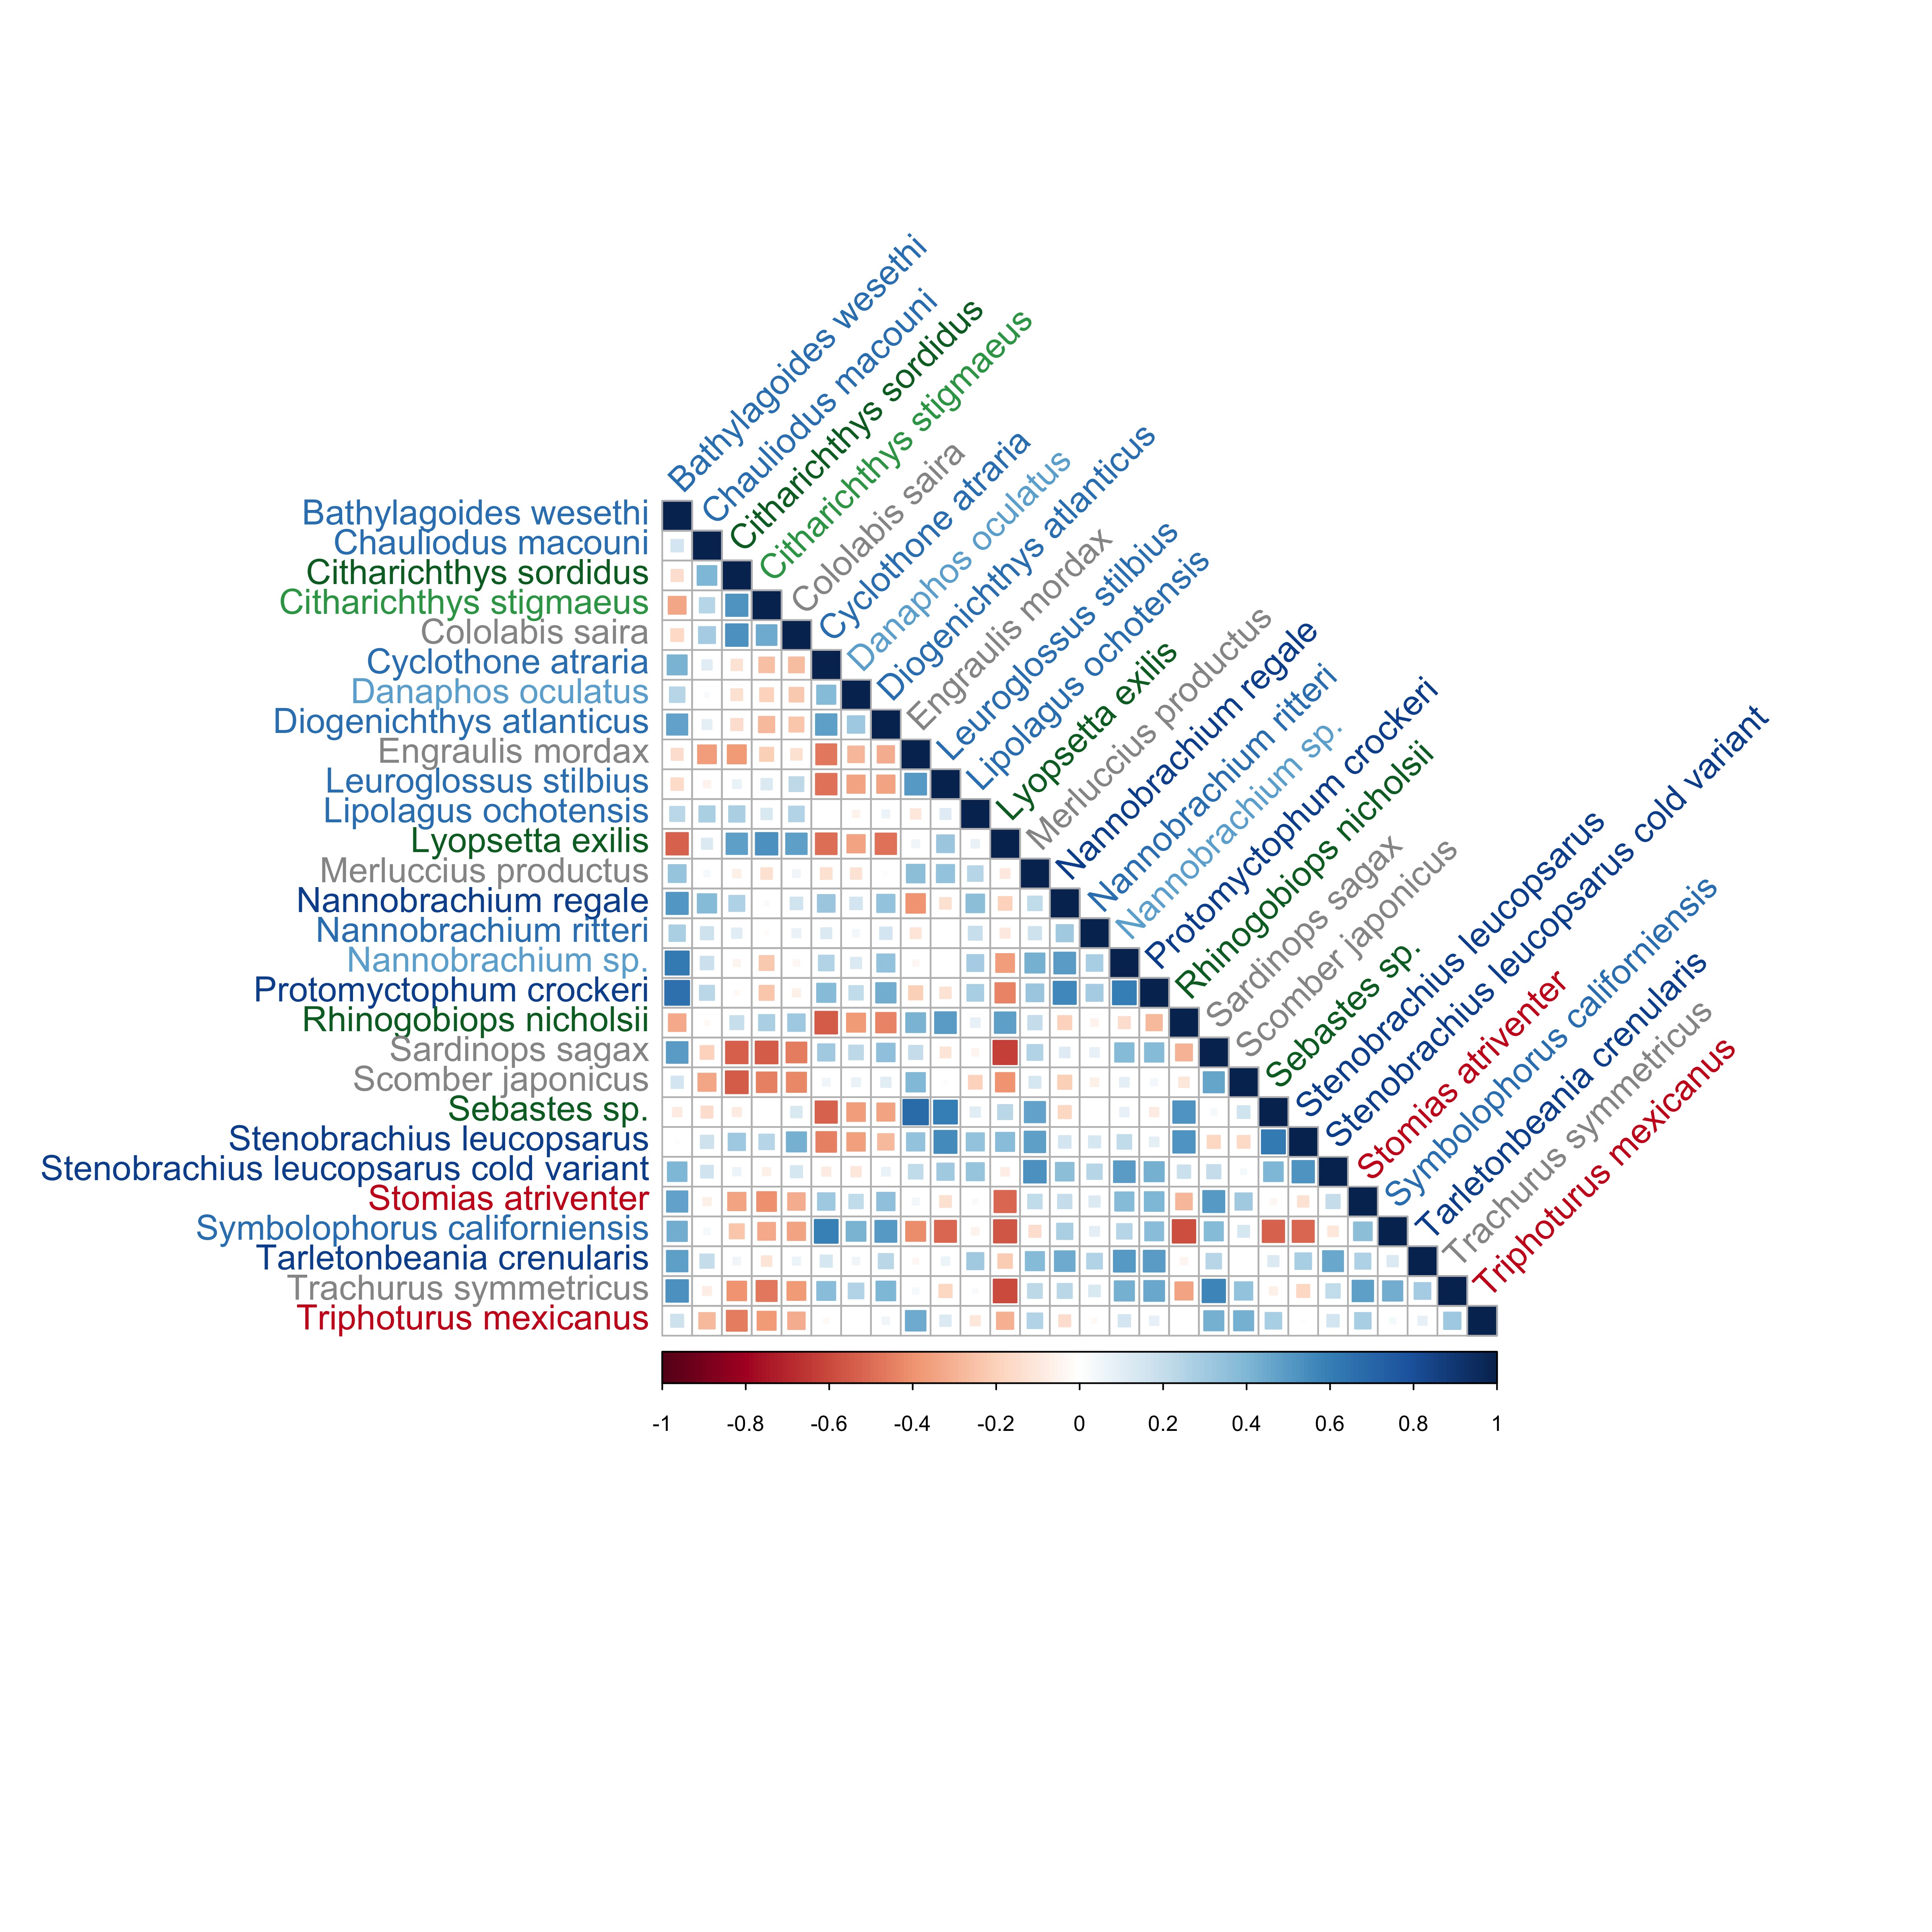 Bathylagoides wesethi
Chauliodus macouni
Citharichthys sordidus
Citharichthys stigmaeus
Cololabis saira
Cyclothone atraria
Danaphos oculatus
Diogenichthys atlanticus
Engraulis mordax
Leuroglossus stilbius
Lipolagus ochotensis
Lyopsetta exilis
Merluccius productus
Nannobrachium regale
Nannobrachium ritteri
Nannobrachium sp.
Protomyctophum crockeri
Rhinogobiops nicholsii
Sardinops sagax
Scomber japonicus
Sebastes sp.
Stenobrachius leucopsarus
Stenobrachius leucopsarus cold variant
Stomias atriventer
Symbolophorus californiensis
Tarletonbeania crenularis
Trachurus symmetricus
Triphoturus mexicanus
Bathylagoides wesethi
Chauliodus macouni
Citharichthys sordidus
Citharichthys stigmaeus
Cololabis saira
Cyclothone atraria
Danaphos oculatus
Diogenichthys atlanticus
Engraulis mordax
Leuroglossus stilbius
Lipolagus ochotensis
Lyopsetta exilis
Merluccius productus
Nannobrachium regale
Nannobrachium ritteri
Nannobrachium sp.
Protomyctophum crockeri
Rhinogobiops nicholsii
Sardinops sagax
Scomber japonicus
Sebastes sp.
Stenobrachius leucopsarus
Stenobrachius leucopsarus cold variant
Stomias atriventer
Symbolophorus californiensis
Tarletonbeania crenularis
Trachurus symmetricus
Triphoturus mexicanus
-1 -0.8 -0.6 -0.4 -0.2 0 0.2 0.4 0.6 0.8 1